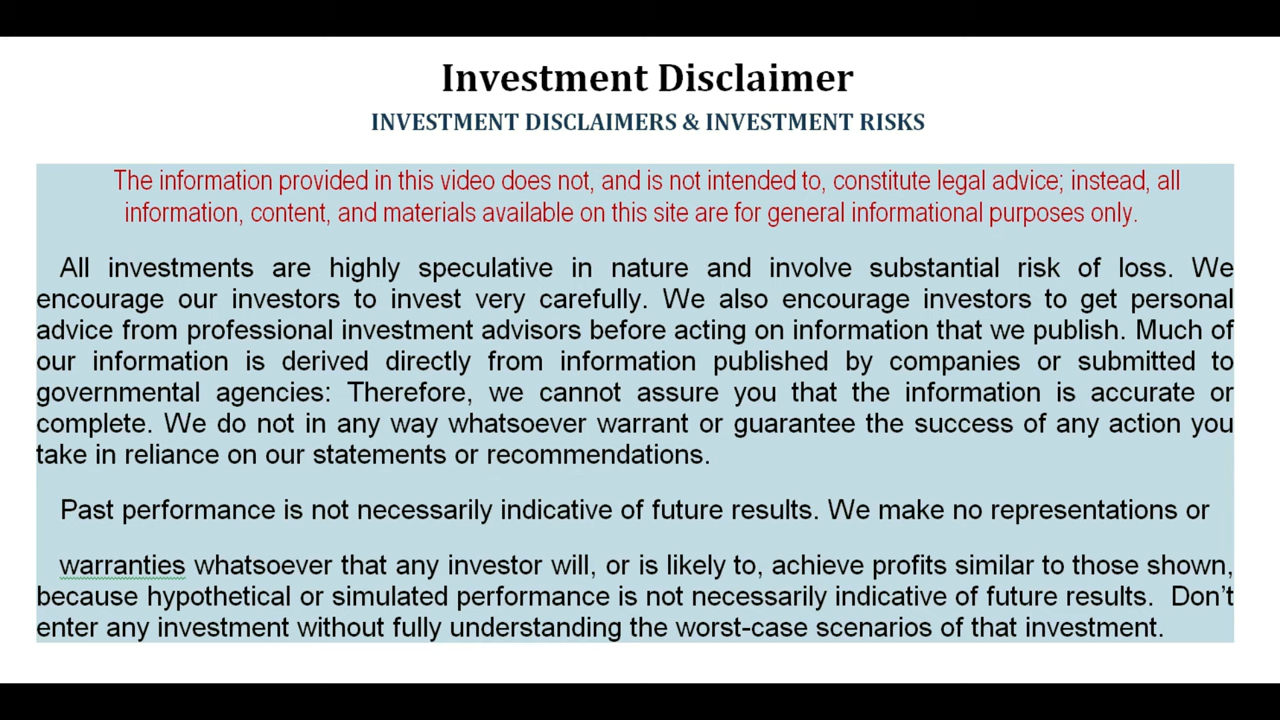 Investment Disclaimer
INVESTMENT DISCLAIMERS & INVESTMENT RISKS
The information provided in this video does not, and is not intended to, constitute legal advice; instead, all
information, content, and materials available on this site are for general informational purposes only.
All investments are highly speculative in nature and involve substantial risk of loss. We
encourage our investors to invest very carefully. We also encourage investors to get personal
advice from professional investment advisors before acting on information that we publish. Much of
our information is derived directly from information published by companies or submitted to
governmental agencies: Therefore, we cannot assure you that the information is accurate or
complete. We do not in any way whatsoever warrant or guarantee the success of any action you
take in reliance on our statements or recommendations.
Past performance is not necessarily indicative of future results. We make no representations or
warranties whatsoever that any investor will, or is likely to, achieve profits similar to those shown,
because hypothetical or simulated performance is not necessarily indicative of future results.  Don’t
enter any investment without fully understanding the worst-case scenarios of that investment.